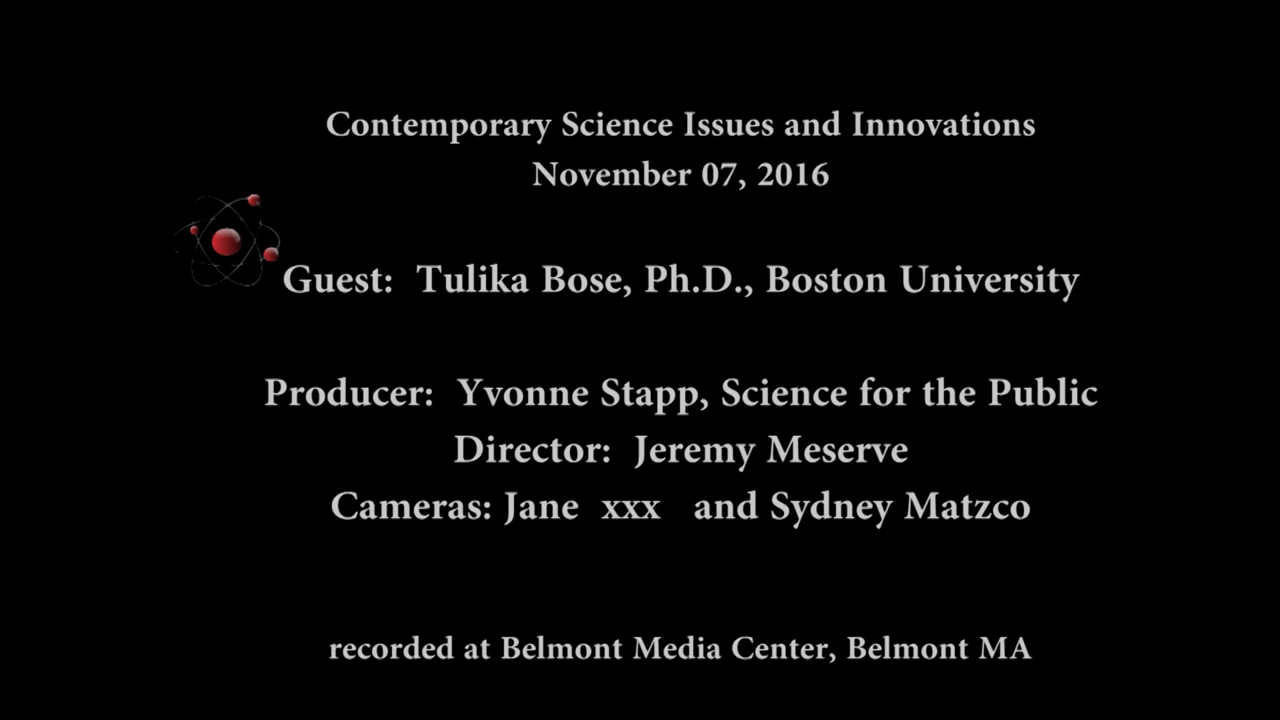 Contemporary Science Issues and Innovations
November 07, 2016
Guest: Tulika Bose, Ph.D., Boston University
Producer: Yvonne Stapp, Science for the Public
Director: Jeremy Meserve
Cameras: Jane xxx and Sydney Matzco
recorded at Belmont Media Center, Belmont MA